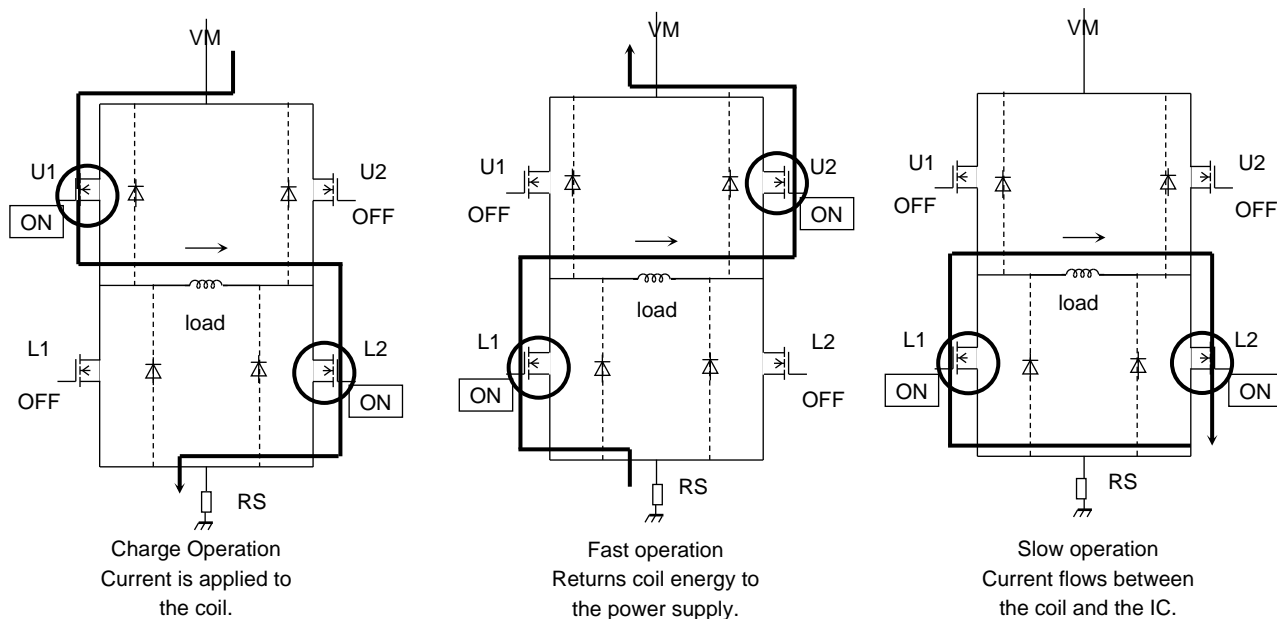 VM
U1
U2
ON
OFF
load
L1
L2
OFF
ON
RS
Charge Operation
Current is applied to
the coil.
VM
U1
U2
OFF
ON
load
L1
L2
ON
OFF
RS
Fast operation
Returns coil energy to
the power supply.
VM
U1
U2
OFF
OFF
load
L1
L2
ON
ON
RS
Slow operation
Current flows between
the coil and the IC.